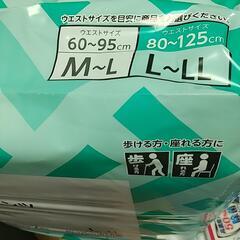 ウエストサイズを目安に商品をお選びください
ウエストサイズ
60~95cm
M~L
ウエストサイズ
80~125cm
L~LL
歩ける方・座れる方に
歩
座